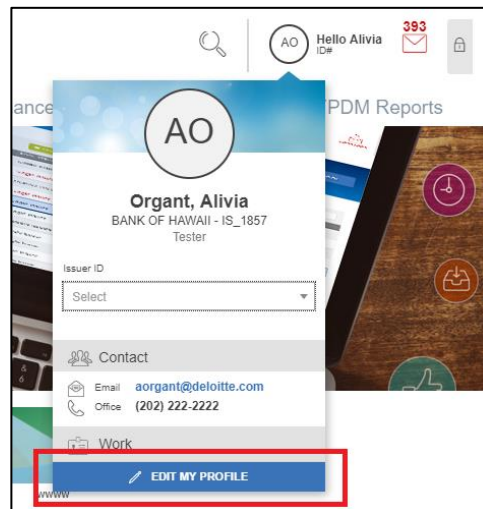 393
AO
Hello Alivia
ID#
ance
PDM Reports
AO
Organt, Alivia
BANK OF HAWAII - IS_1857
Tester
Issuer ID
Select
Contact
Email aorgant@deloitte.com
Office (202) 222-2222
Work
EDIT MY PROFILE
wwww